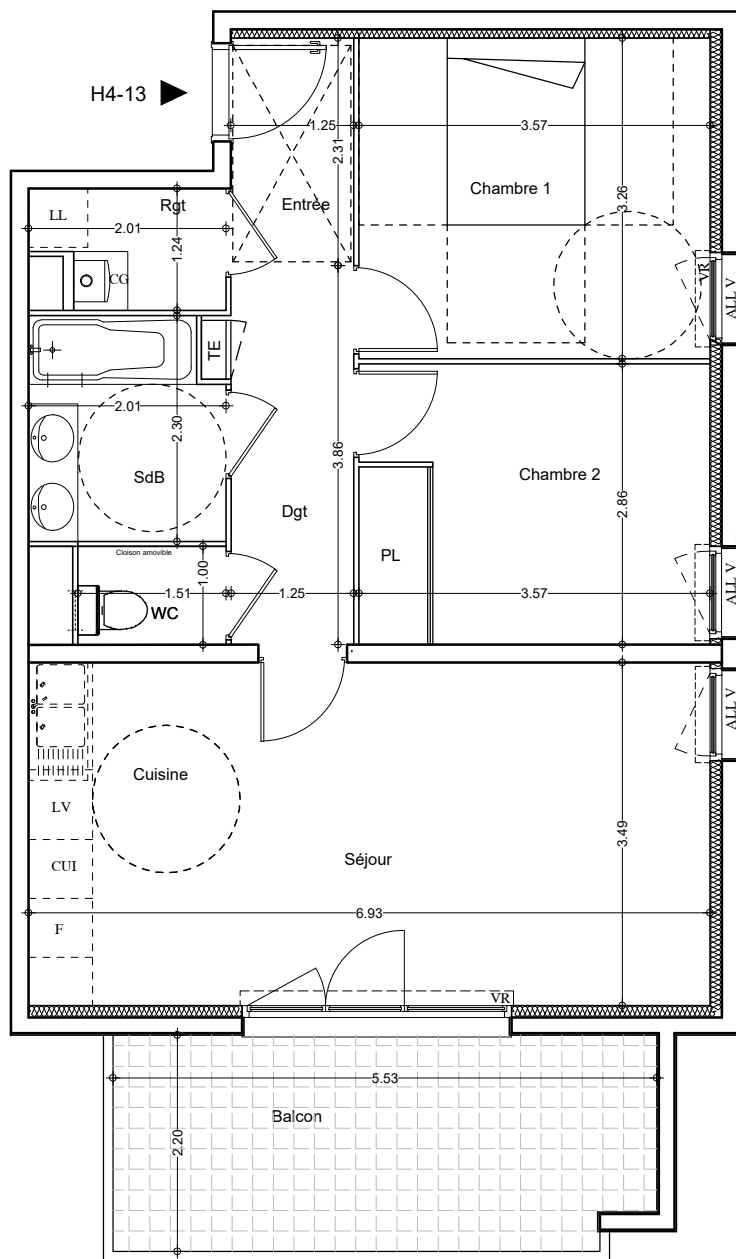 H4-13
1.25
2.31
3.57
Chambre 1
3.26
Rgt
Entrée
LL
2.01
1.24
CG
VR
ALL V
TE
2.01
2.30
3.86
SdB
Chambre 2
Dgt
2.86
PL
Cloison amovible
1.00
1.51
WC
1.25
3.57
ALL V
ALL V
Cuisine
LV
CUI
F
Séjour
3.49
6.93
VR
5.53
Balcon
2.20